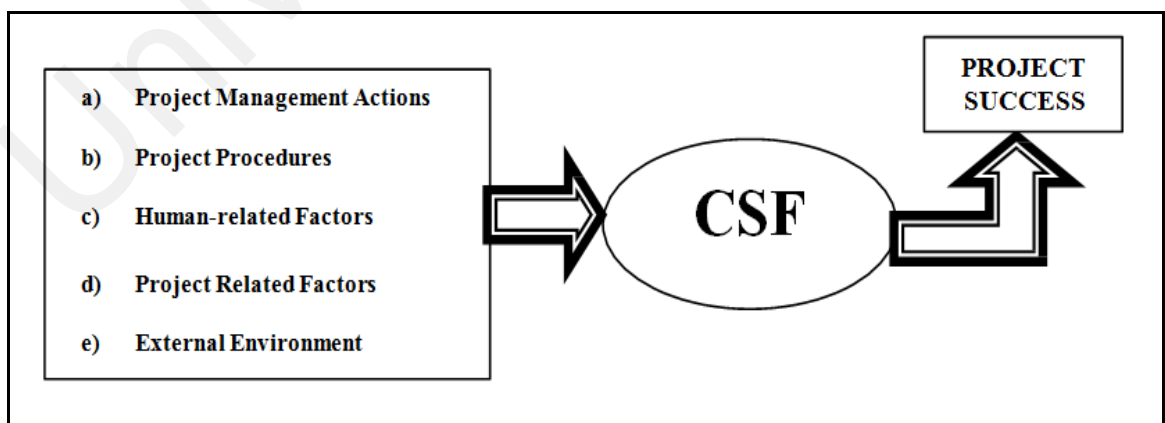 PROJECT
SUCCESS
a) Project Management Actions
b) Project Procedures
c) Human-related Factors
d) Project Related Factors
e) External Environment
CSF